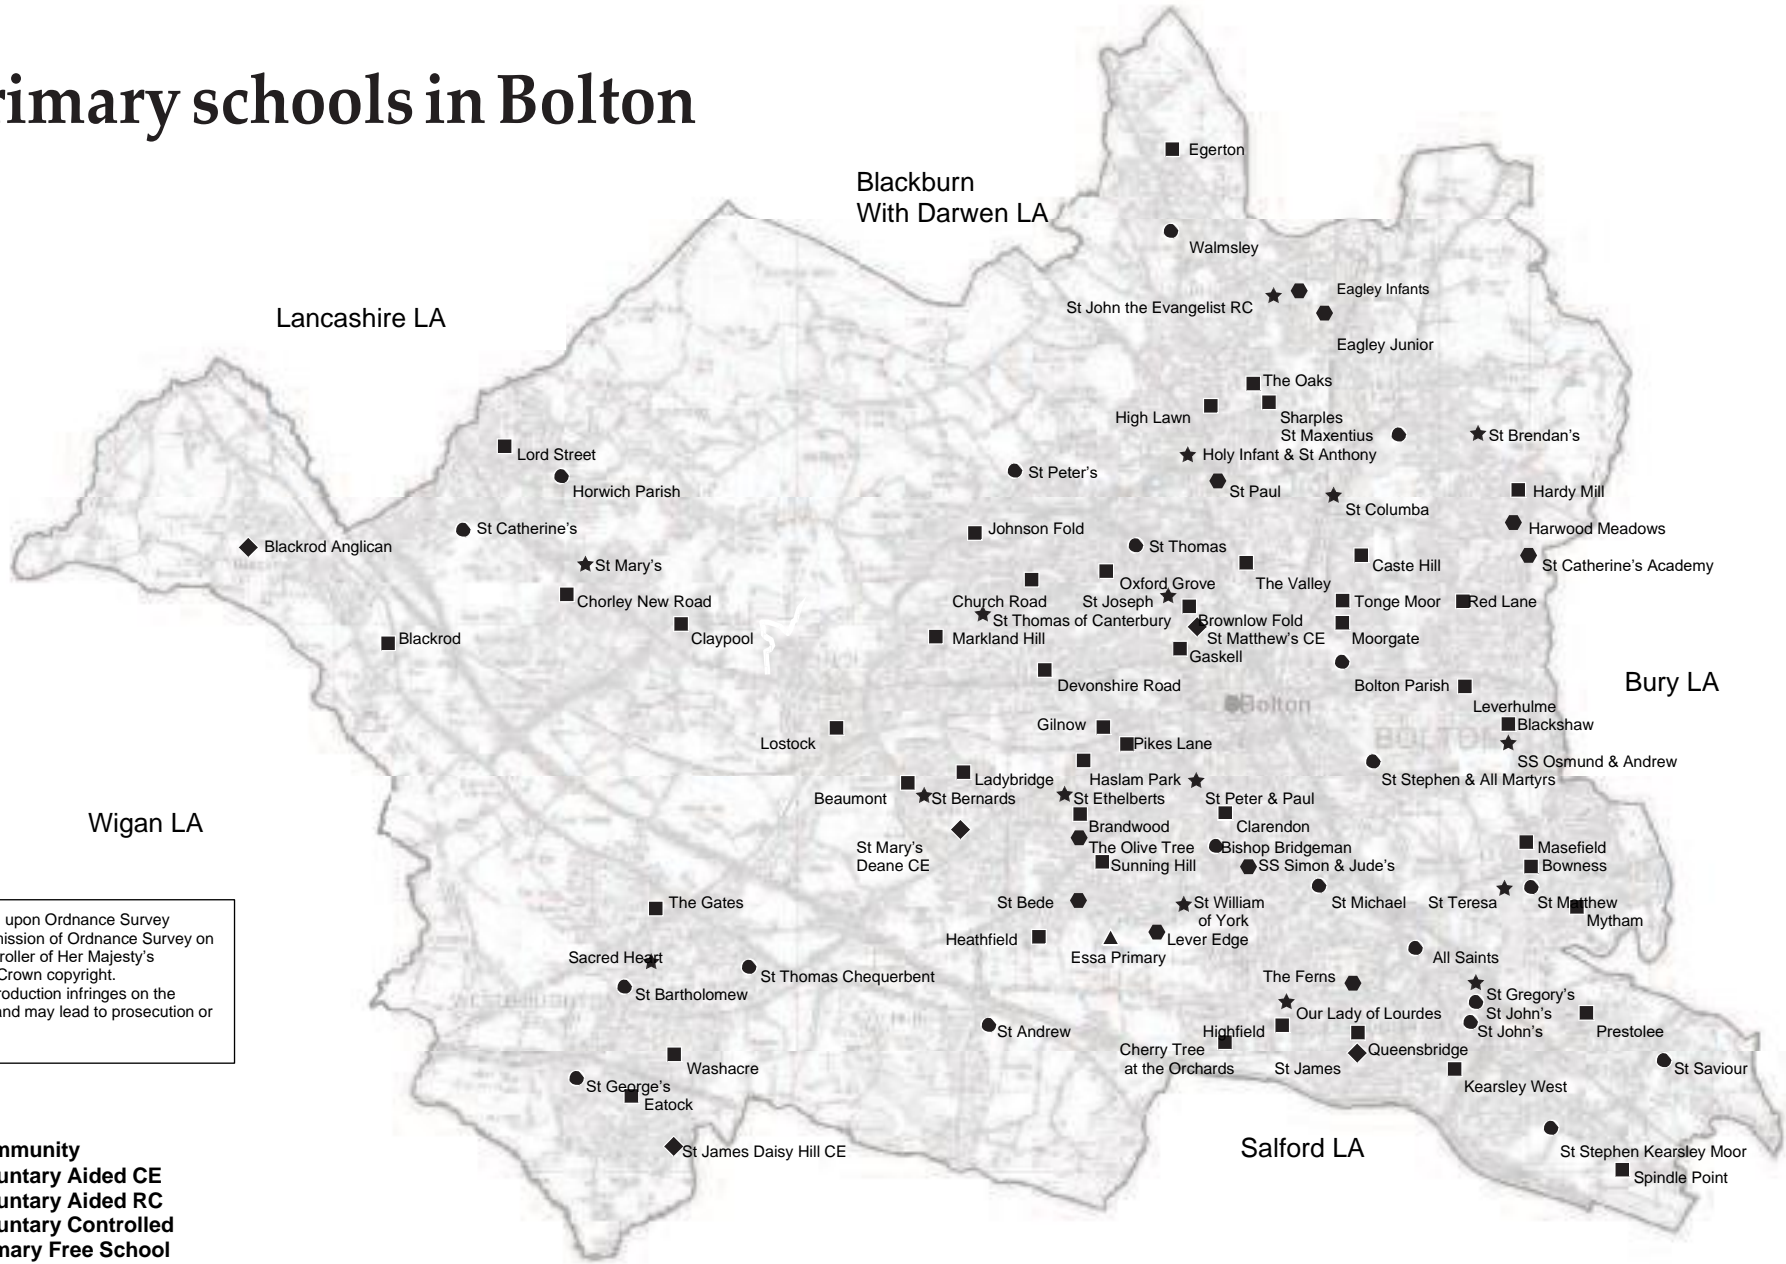 rimary schools in Bolton
Egerton
Blackburn
With Darwen LA
Walmsley
Eagley Infants
St John the Evangelist RC
Lancashire LA
Eagley Junior
The Oaks
High Lawn
Sharples
St Maxentius
St Brendan's
Lord Street
Holy Infant & St Anthony
St Peter's
Horwich Parish
St Paul
Hardy Mill
St Columba
St Catherine's
Johnson Fold
Harwood Meadows
Blackrod Anglican
St Thomas
St Mary's
Oxford Grove
The Valley
Caste Hill
St Catherine's Academy
Chorley New Road
Church Road
St Joseph
Tonge Moor
Red Lane
St Thomas of Canterbury
Brownlow Fold
Blackrod
Claypool
Markland Hill
St Matthew's CE
Moorgate
Gaskell
Devonshire Road
Bolton Parish
Bury LA
Bolton
Leverhulme
Gilnow
Blackshaw
Lostock
Pikes Lane
BOLTON
SS Osmund & Andrew
Ladybridge
Haslam Park
St Stephen & All Martyrs
Beaumont
St Bernards
St Ethelberts
St Peter & Paul
Wigan LA
Brandwood
Clarendon
St Mary's
Deane CE
The Olive Tree
Bishop Bridgeman
Masefield
Sunning Hill
SS Simon & Jude's
Bowness
The Gates
St Bede
St William
of York
St Michael
St Teresa
St Matthew
Mytham
upon Ordnance Survey
ission of Ordnance Survey on
roller of Her Majesty's
Crown copyright.
roduction infringes on the
and may lead to prosecution or
Heathfield
Lever Edge
Essa Primary
Sacred Heart
All Saints
St Thomas Chequerbent
The Ferns
St Bartholomew
St Gregory's
Our Lady of Lourdes
St John's
St Andrew
Highfield
St John's
Prestolee
Cherry Tree
at the Orchards
Queensbridge
Washacre
St James
St Saviour
St George's
Kearsley West
Eatock
St James Daisy Hill CE
Salford LA
St Stephen Kearsley Moor
Spindle Point
mmunity
untary Aided CE
untary Aided RC
untary Controlled
mary Free School